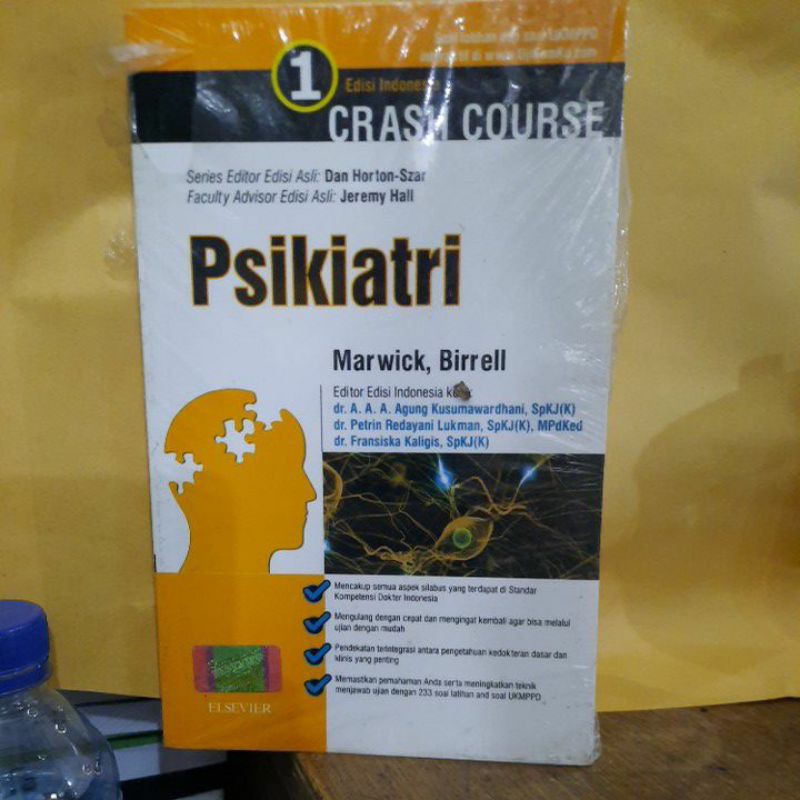 soal UKMPPD
1
Edisi Indonesia
CRASH COURSE
Series Editor Edisi Asli: Dan Horton-Szar
Faculty Advisor Edisi Asli: Jeremy Hall
Psikiatri
Marwick, Birrell
Editor Edisi Indonesia
dr. A. A. A. Agung Kusumawardhani, SpKJ(K)
dr. Petrin Redayani Lukman, SpKJ(K), MPdKed
dr. Fransiska Kaligis, SpKJ(K)
Mencakup semua aspek silabus yang terdapat di Standar
Kompetensi Dokter Indonesia
Mengulang dengan cepat dan mengingat kembali agar bisa melalui
ujian dengan mudah
Pendekatan terintegrasi antara pengetahuan kedokteran dasar dan
klinis yang penting
Memastikan pemahaman Anda serta meningkatkan teknik
menjawab ujian dengan 233 soal latihan and soal UKMPPD
ELSEVIER